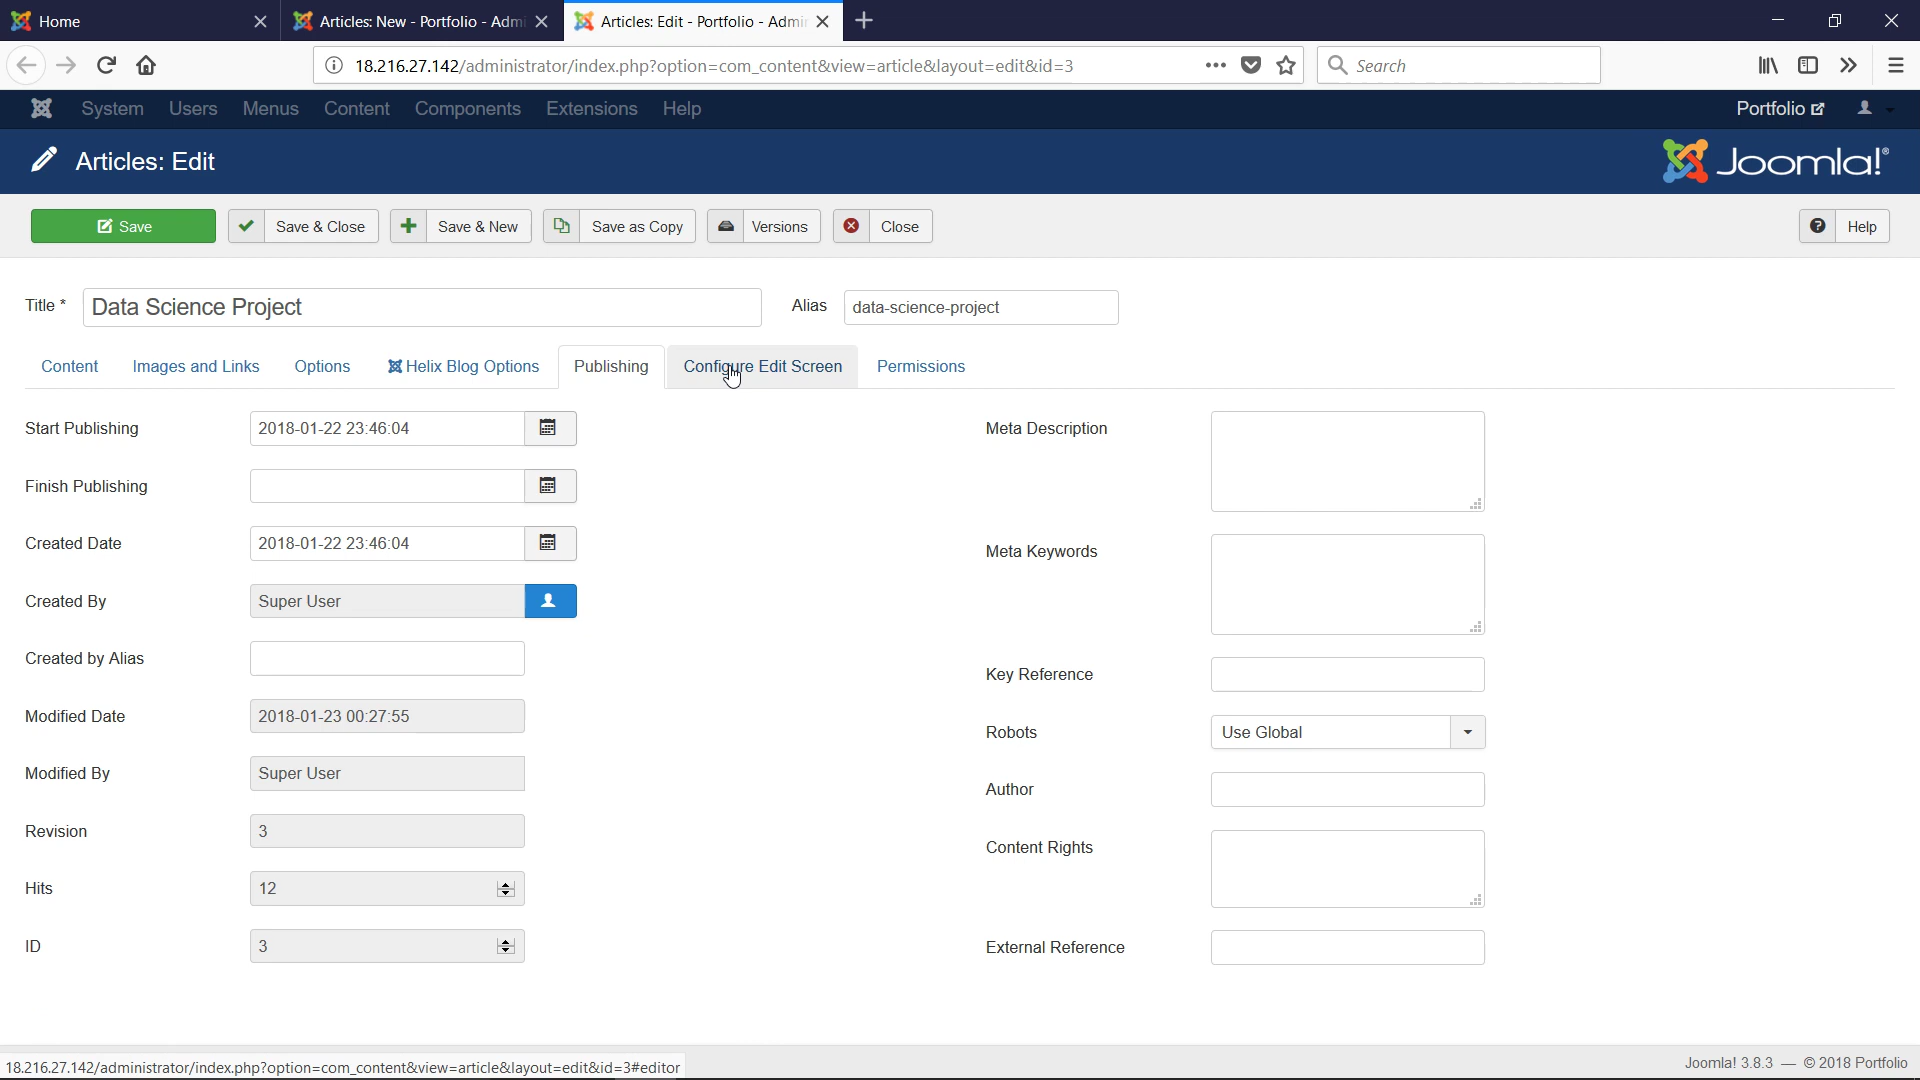 Home
Articles: New - Portfolio - Admi
Articles: Edit - Portfolio - Admi
18.216.27.142/administrator/index.php?option=com_content&view=article&layout=edit&id=3
Search
System Users Menus Content Components Extensions Help
Portfolio
Articles: Edit
Joomla!®
Save
Save & Close
Save & New
Save as Copy
Versions
Close
Help
Title * Data Science Project
Alias data-science-project
Content Images and Links Options Helix Blog Options Publishing Configure Edit Screen Permissions
Start Publishing 2018-01-22 23:46:04
Finish Publishing
Created Date 2018-01-22 23:46:04
Created By Super User
Created by Alias
Modified Date 2018-01-23 00:27:55
Modified By Super User
Revision 3
Hits 12
ID 3
Meta Description
Meta Keywords
Key Reference
Robots Use Global
Author
Content Rights
External Reference
18.216.27.142/administrator/index.php?option=com_content&view=article&layout=edit&id=3#editor
Joomla! 3.8.3 — © 2018 Portfolio